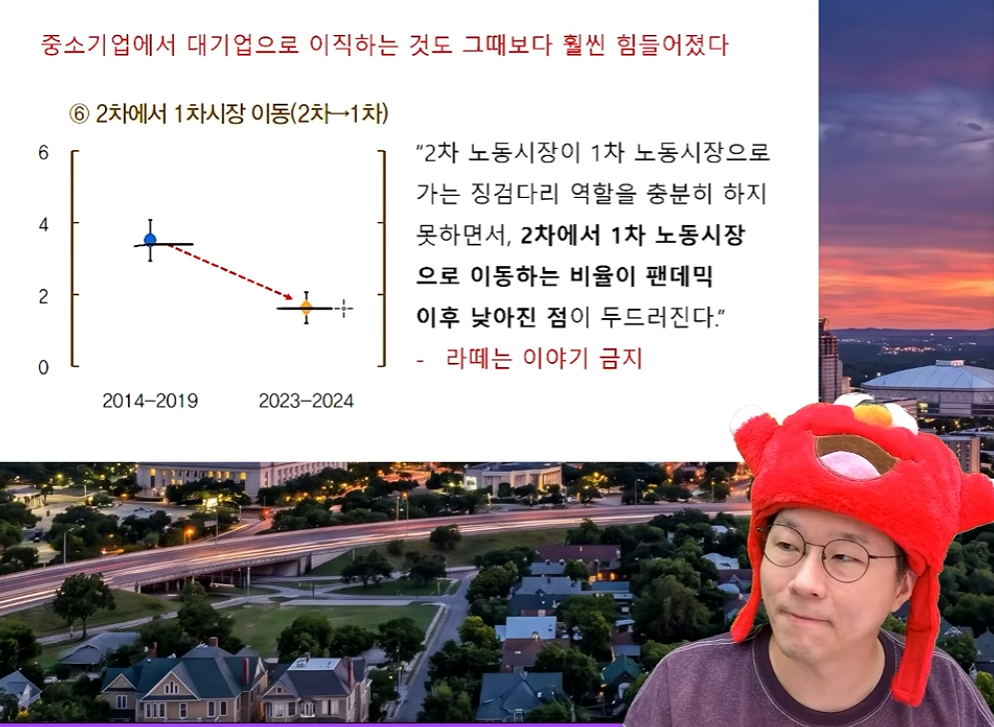 중소기업에서 대기업으로 이직하는 것도 그때보다 훨씬 힘들어졌다
⑥ 2차에서 1차시장 이동(2차→1차)
6
4
2
0
2014-2019
2023-2024
"2차 노동시장이 1차 노동시장으로
가는 징검다리 역할을 충분히 하지
못하면서, 2차에서 1차 노동시장
으로 이동하는 비율이 팬데믹
이후 낮아진 점이 두드러진다."
- 라떼는 이야기 금지